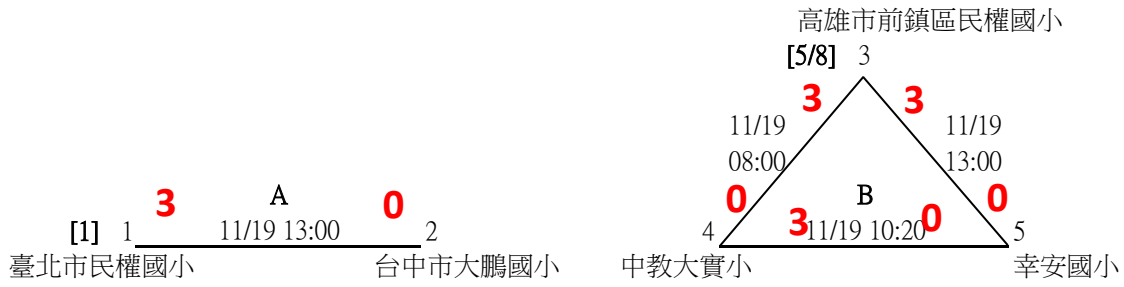 高雄市前鎮區民權國小
[5/8] 3
3 3
11/19 11/19
08:00 13:00
3 A 0
0 B 0
[1] 1 11/19 13:00 2
4 3 11/19 10:20 0 5
臺北市民權國小 台中市大鵬國小 中教大實小 幸安國小